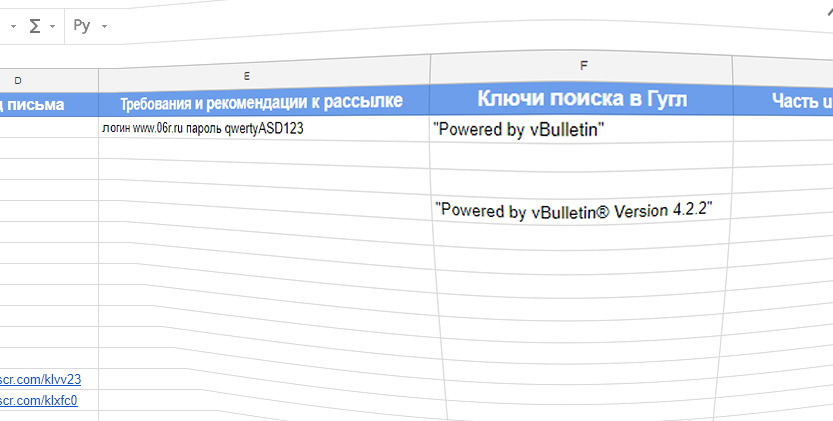 Σ Py
D E F
письма Требования и рекомендации к рассылке Ключи поиска в Гугл Часть
логин www.06r.ru пароль qwertyASD123 "Powered by vBulletin"
"Powered by vBulletin® Version 4.2.2"
scr.com/klvv23
scr.com/klxfc0